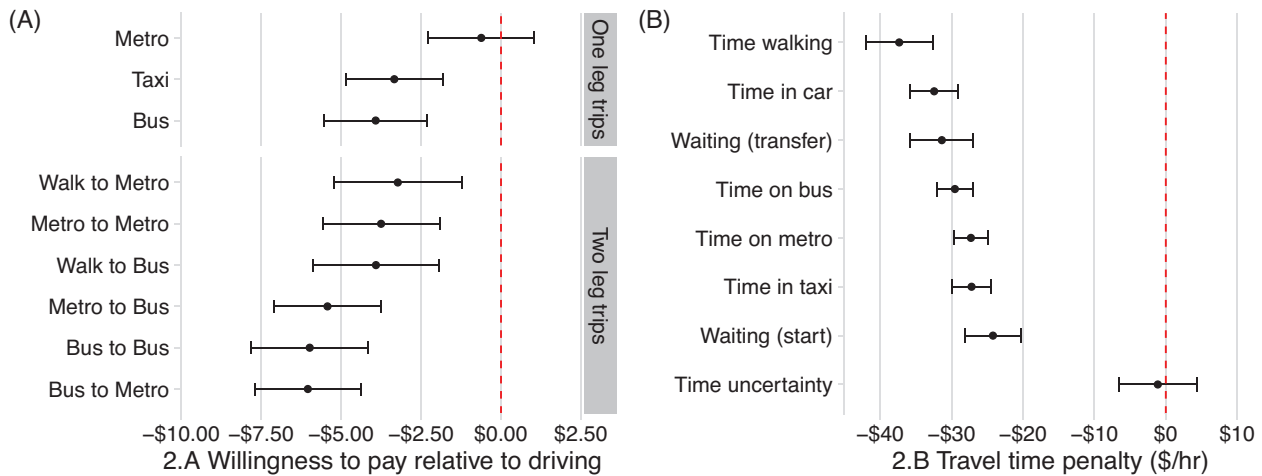 (A)
Metro
Taxi
Bus
One leg trips
Walk to Metro
Metro to Metro
Walk to Bus
Metro to Bus
Bus to Bus
Bus to Metro
Two leg trips
−$10.00 −$7.50 −$5.00 −$2.50 $0.00 $2.50
2.A Willingness to pay relative to driving
(B)
Time walking
Time in car
Waiting (transfer)
Time on bus
Time on metro
Time in taxi
Waiting (start)
Time uncertainty
−$40 −$30 −$20 −$10 $0 $10
2.B Travel time penalty ($/hr)